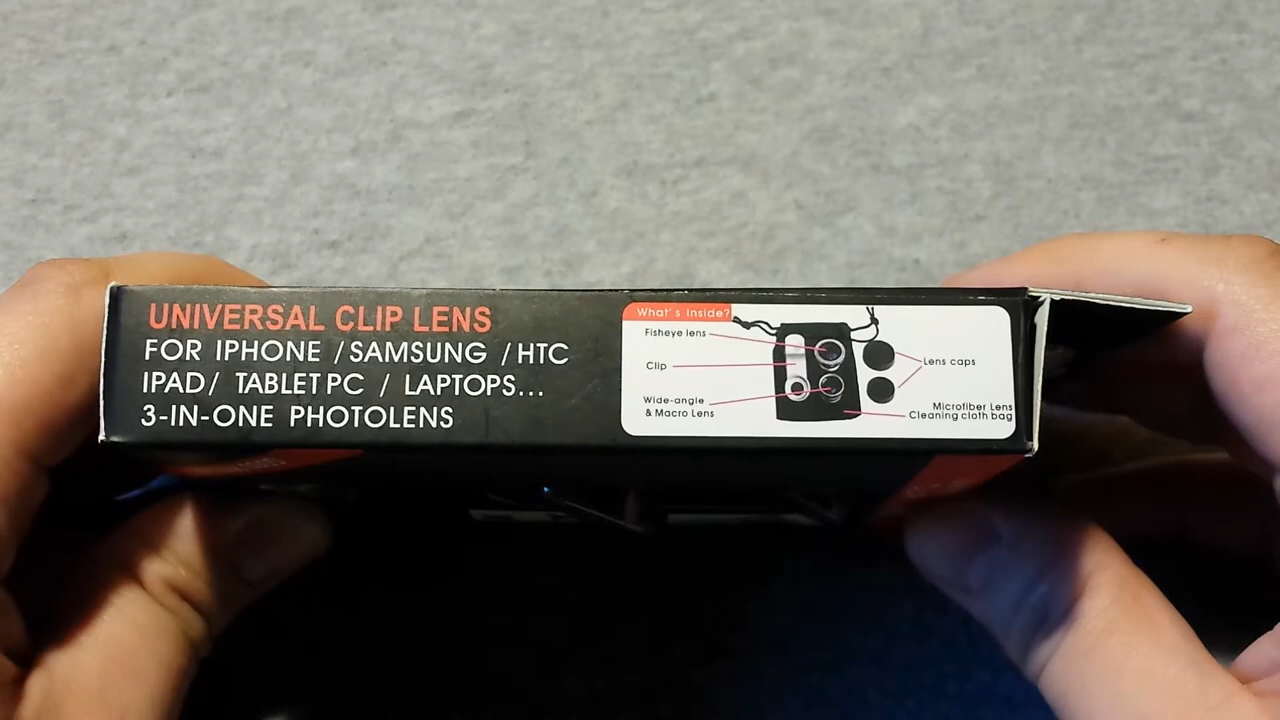 UNIVERSAL CLIP LENS
FOR IPHONE /SAMSUNG /HTC
IPAD/ TABLET PC / LAPTOPS...
3-IN-ONE PHOTOLENS
What's inside?
Fisheye lens
Clip
Wide-angle
& Macro Lens
Lens caps
Microfiber Lens
Cleaning cloth bag